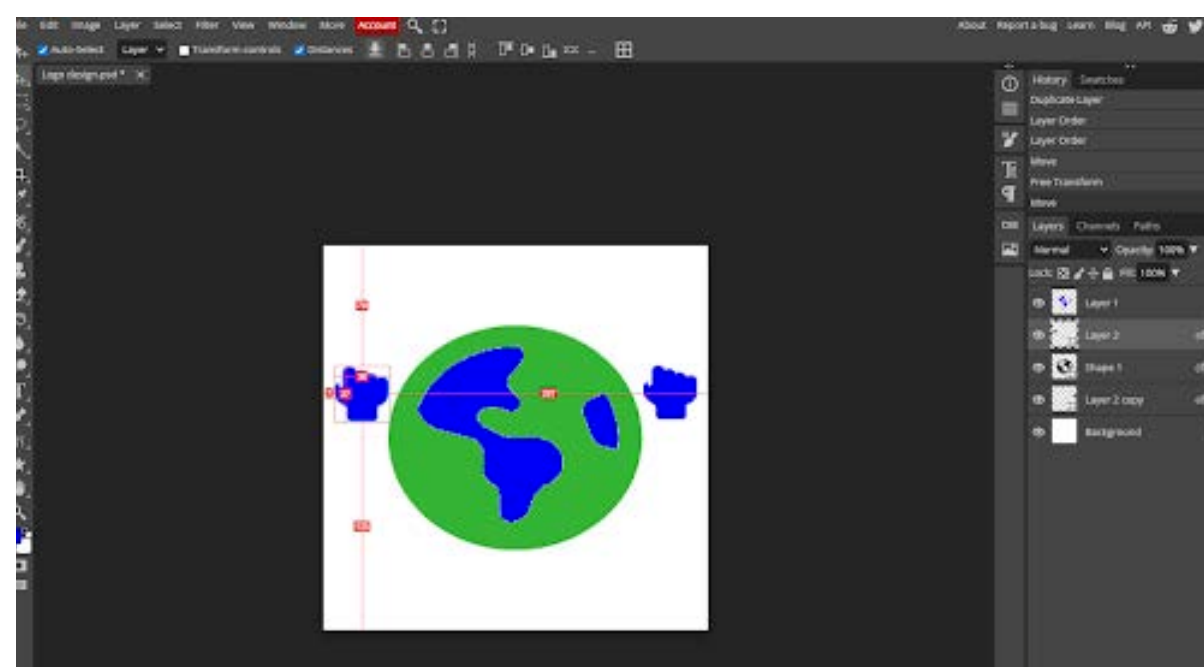 Edit Image Layer Select Filter View Window More Account
About Report a bug Learn Blog API
Auto-Select Layer Transform controls Distances
Logo design.psd *
History Swatches
Duplicate Layer
Layer Order
Layer Order
Move
Free Transform
Move
CSS
Layers Channels Paths
Normal Opacity: 100%
Lock: Fill: 100%
Layer 1
Layer 2
Shape 1
Layer 2 copy
Background